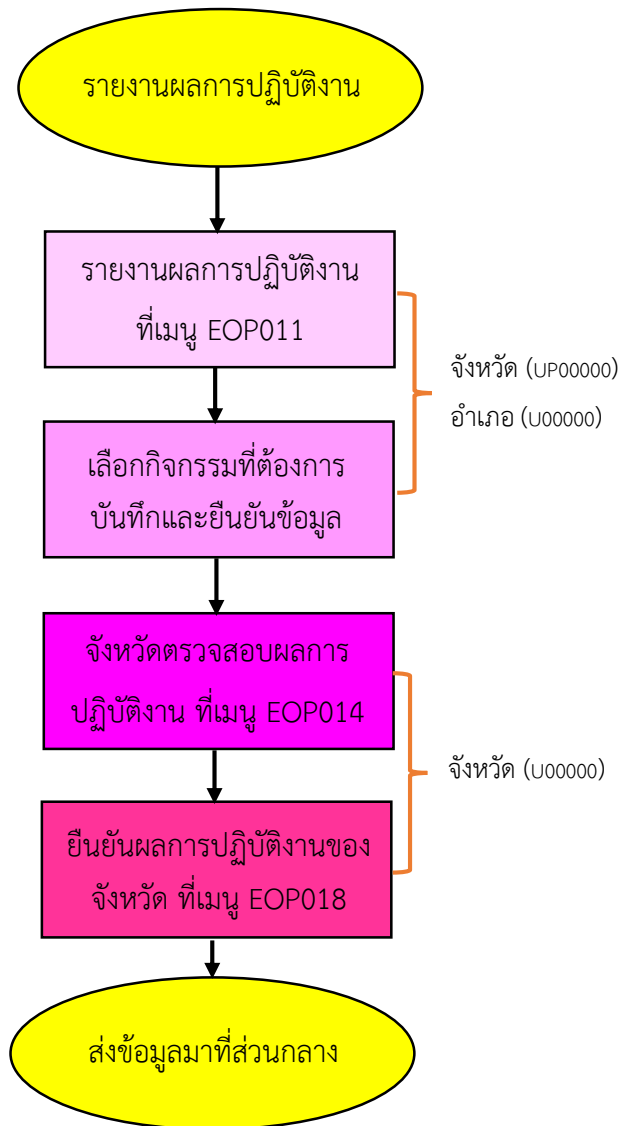 รายงานผลการปฏิบัติงาน
รายงานผลการปฏิบัติงาน
ที่เมนู EOP011
จังหวัด (UP00000)
อำเภอ (U00000)
เลือกกิจกรรมที่ต้องการ
บันทึกและยืนยันข้อมูล
จังหวัดตรวจสอบผลการ
ปฏิบัติงาน ที่เมนู EOP014
จังหวัด (U00000)
ยืนยันผลการปฏิบัติงานของ
จังหวัด ที่เมนู EOP018
ส่งข้อมูลมาที่ส่วนกลาง